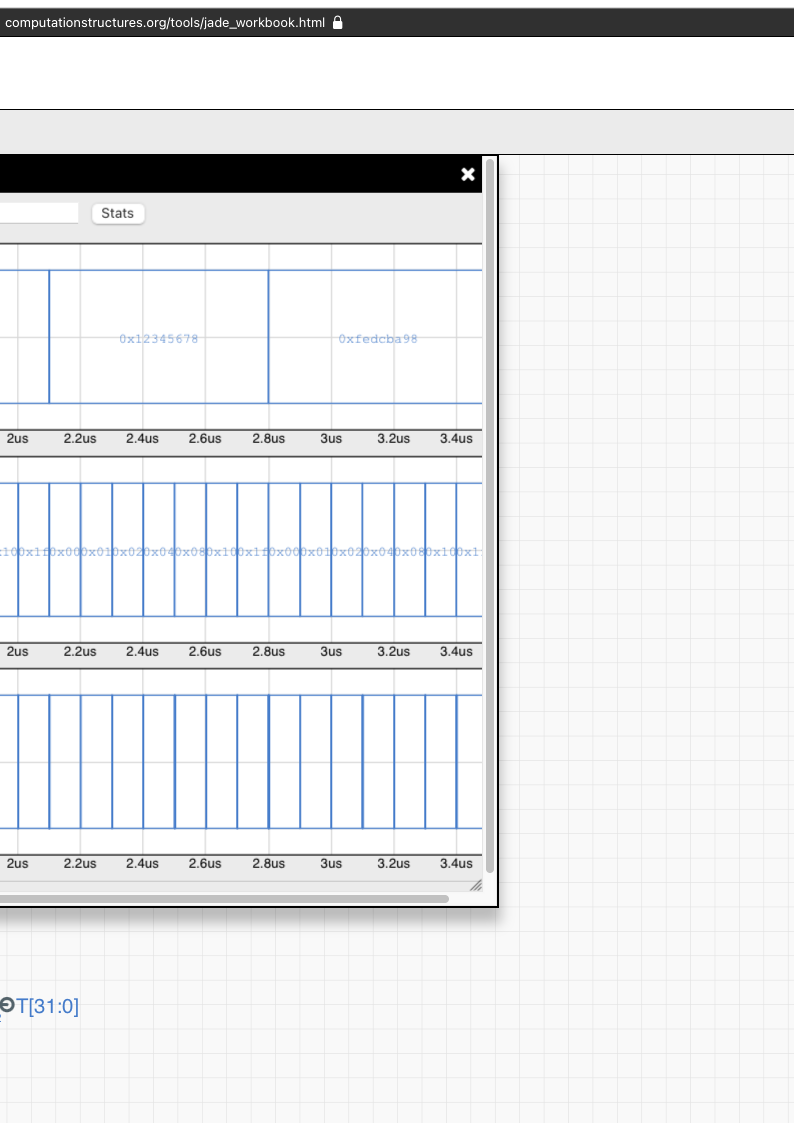 computationstructures.org/tools/jade_workbook.html
Stats
0x12345678 0xfedcba98
2us 2.2us 2.4us 2.6us 2.8us 3us 3.2us 3.4us
x10 0x1f 0x00 0x01 0x02 0x04 0x08 0x10 0x1f 0x00 0x01 0x02 0x04 0x08 0x10 0x1
2us 2.2us 2.4us 2.6us 2.8us 3us 3.2us 3.4us
2us 2.2us 2.4us 2.6us 2.8us 3us 3.2us 3.4us
T[31:0]